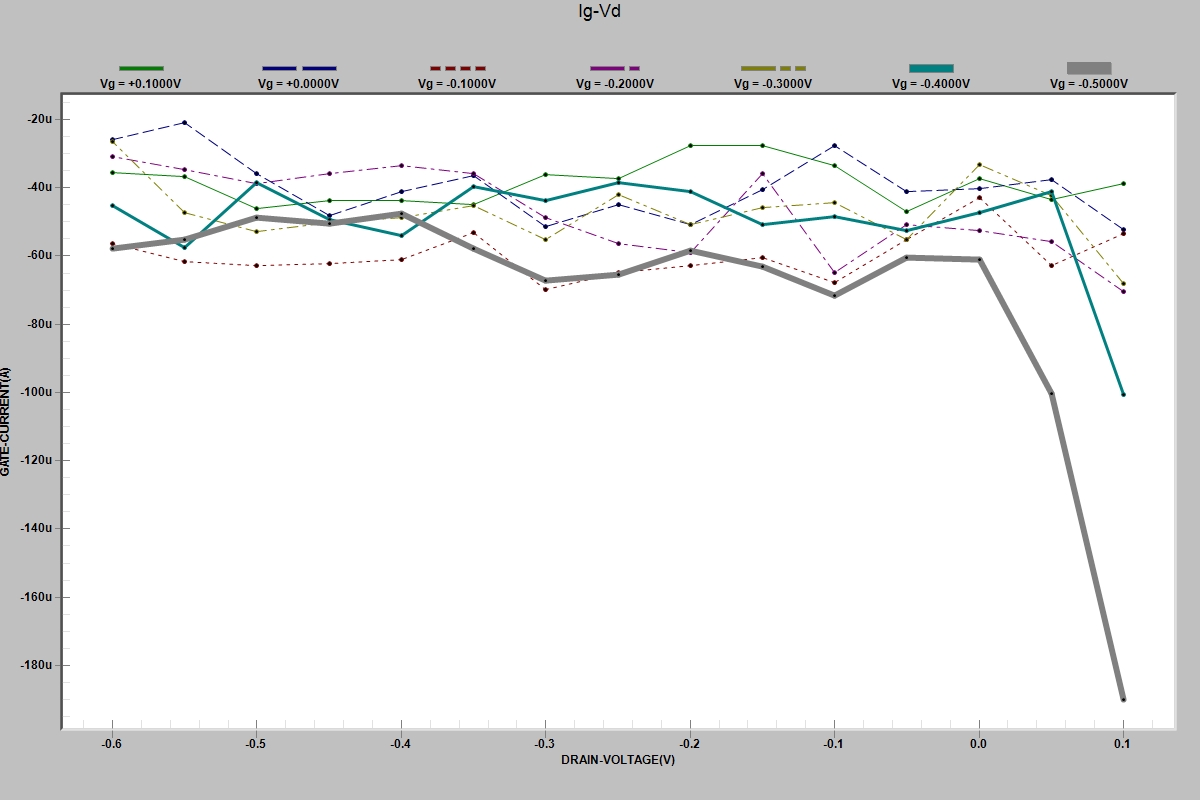 Ig-Vd
Vg = +0.1000V Vg = +0.0000V Vg = -0.1000V Vg = -0.2000V Vg = -0.3000V Vg = -0.4000V Vg = -0.5000V
-20u
-40u
-60u
-80u
-100u
-120u
-140u
-160u
-180u
GATE-CURRENT(A)
-0.6 -0.5 -0.4 -0.3 -0.2 -0.1 0.0 0.1
DRAIN-VOLTAGE(V)